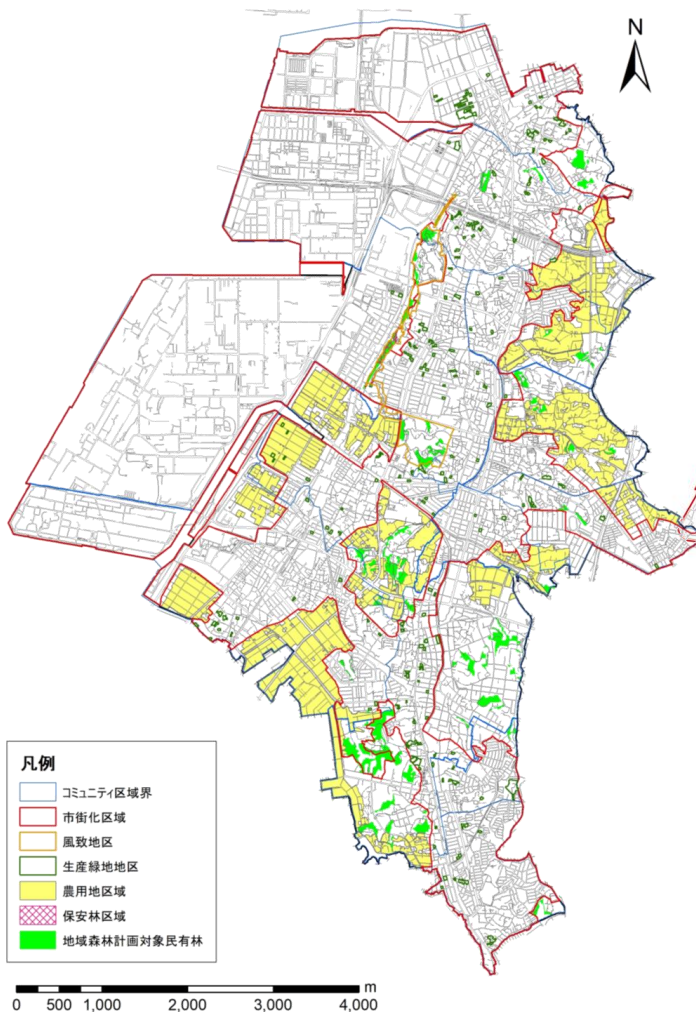 N
凡例
コミュニティ区域界
市街化区域
風致地区
生産緑地地区
農用地区域
保安林区域
地域森林計画対象民有林
m
0 500 1,000 2,000 3,000 4,000